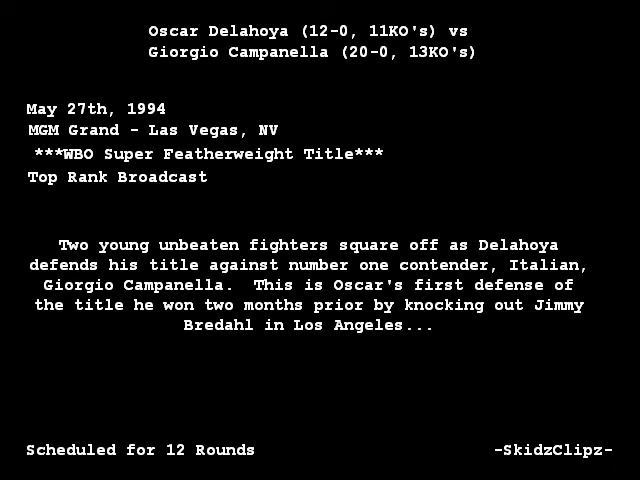 Oscar Delahoya (12-0, 11KO's) vs
Giorgio Campanella (20-0, 13KO's)
May 27th, 1994
MGM Grand - Las Vegas, NV
***WBO Super Featherweight Title***
Top Rank Broadcast
Two young unbeaten fighters square off as Delahoya
defends his title against number one contender, Italian,
Giorgio Campanella.  This is Oscar's first defense of
the title he won two months prior by knocking out Jimmy
Bredahl in Los Angeles...
Scheduled for 12 Rounds
-SkidzClipz-